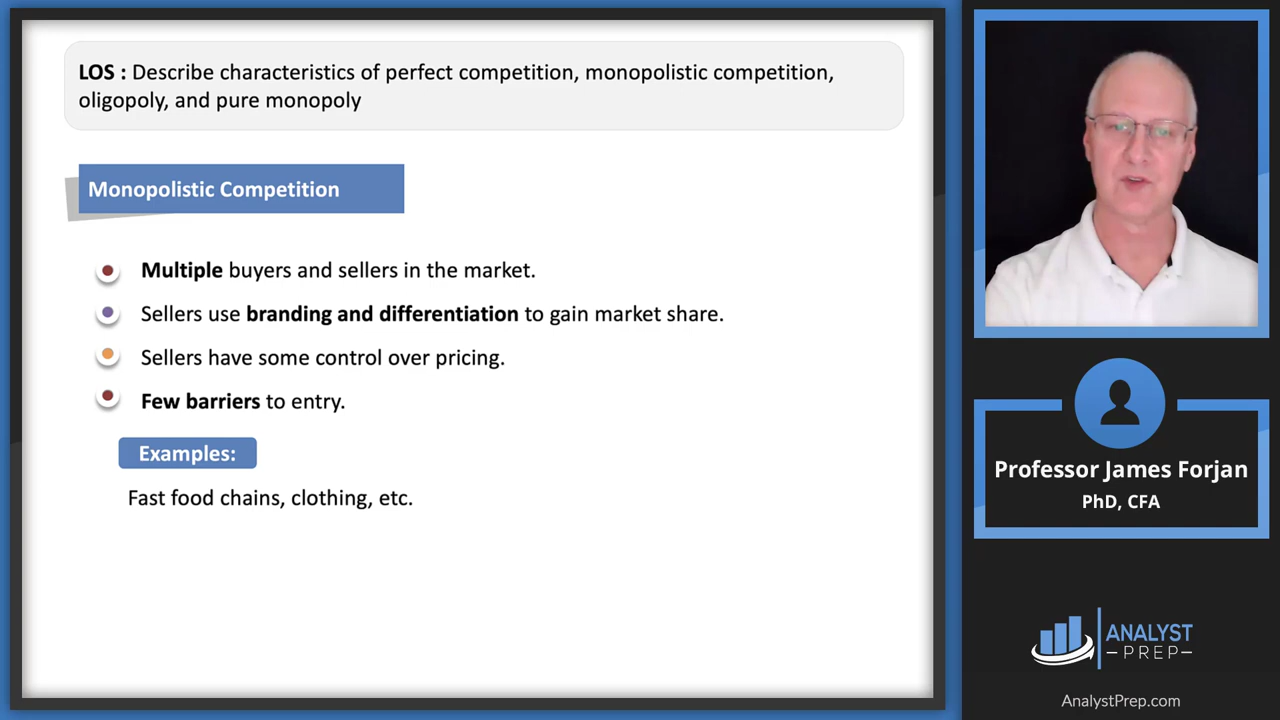 LOS : Describe characteristics of perfect competition, monopolistic competition,
oligopoly, and pure monopoly
Monopolistic Competition
Multiple buyers and sellers in the market.
Sellers use branding and differentiation to gain market share.
Sellers have some control over pricing.
Few barriers to entry.
Examples:
Fast food chains, clothing, etc.
Professor James Forjan
PhD, CFA
ANALYST
–PREP–
AnalystPrep.com